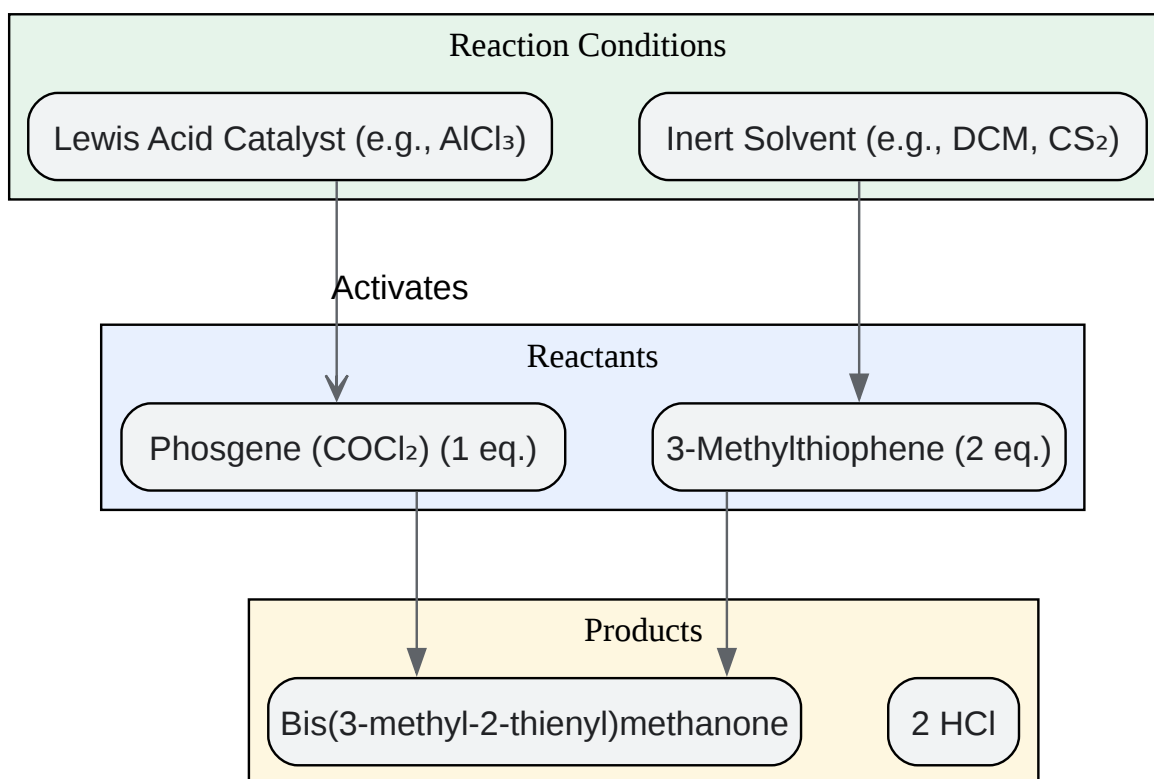 Reaction Conditions
Lewis Acid Catalyst (e.g., AlCl₃)
Inert Solvent (e.g., DCM, CS₂)
Activates
Reactants
Phosgene (COCl₂) (1 eq.)
3-Methylthiophene (2 eq.)
Products
Bis(3-methyl-2-thienyl)methanone
2 HCl